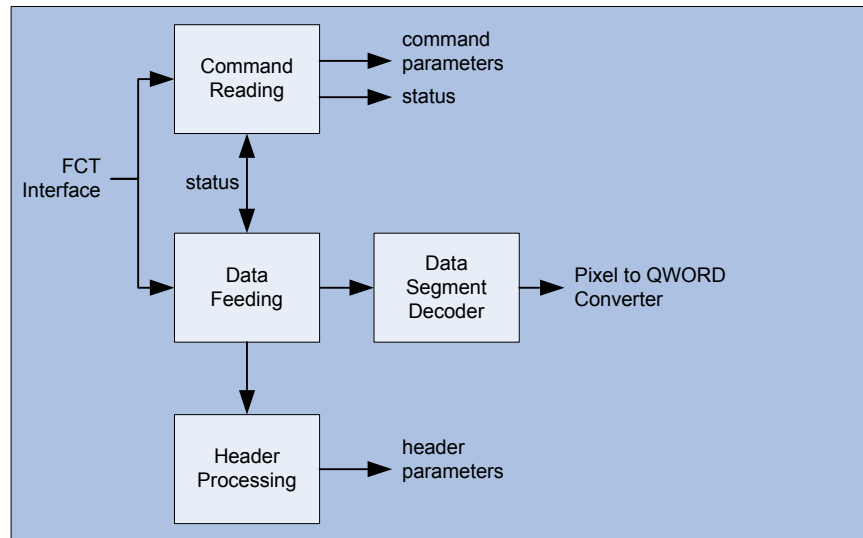 Command
Reading
command
parameters
status
FCT
Interface
status
Data
Feeding
Data
Segment
Decoder
Pixel to QWORD
Converter
Header
Processing
header
parameters